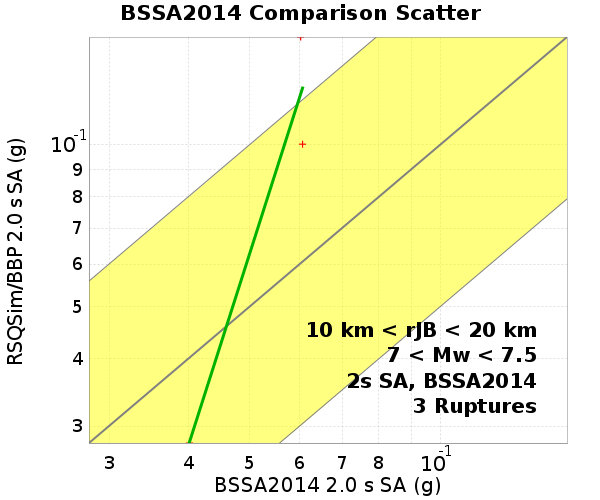 BSSA2014 Comparison Scatter
RSQSim/BBP 2.0 s SA (g)
10⁻¹
9
8
7
6
5
4
3
10 km < rJB < 20 km
7 < Mw < 7.5
2s SA, BSSA2014
3 Ruptures
3 4 5 6 7 8 10⁻¹
BSSA2014 2.0 s SA (g)